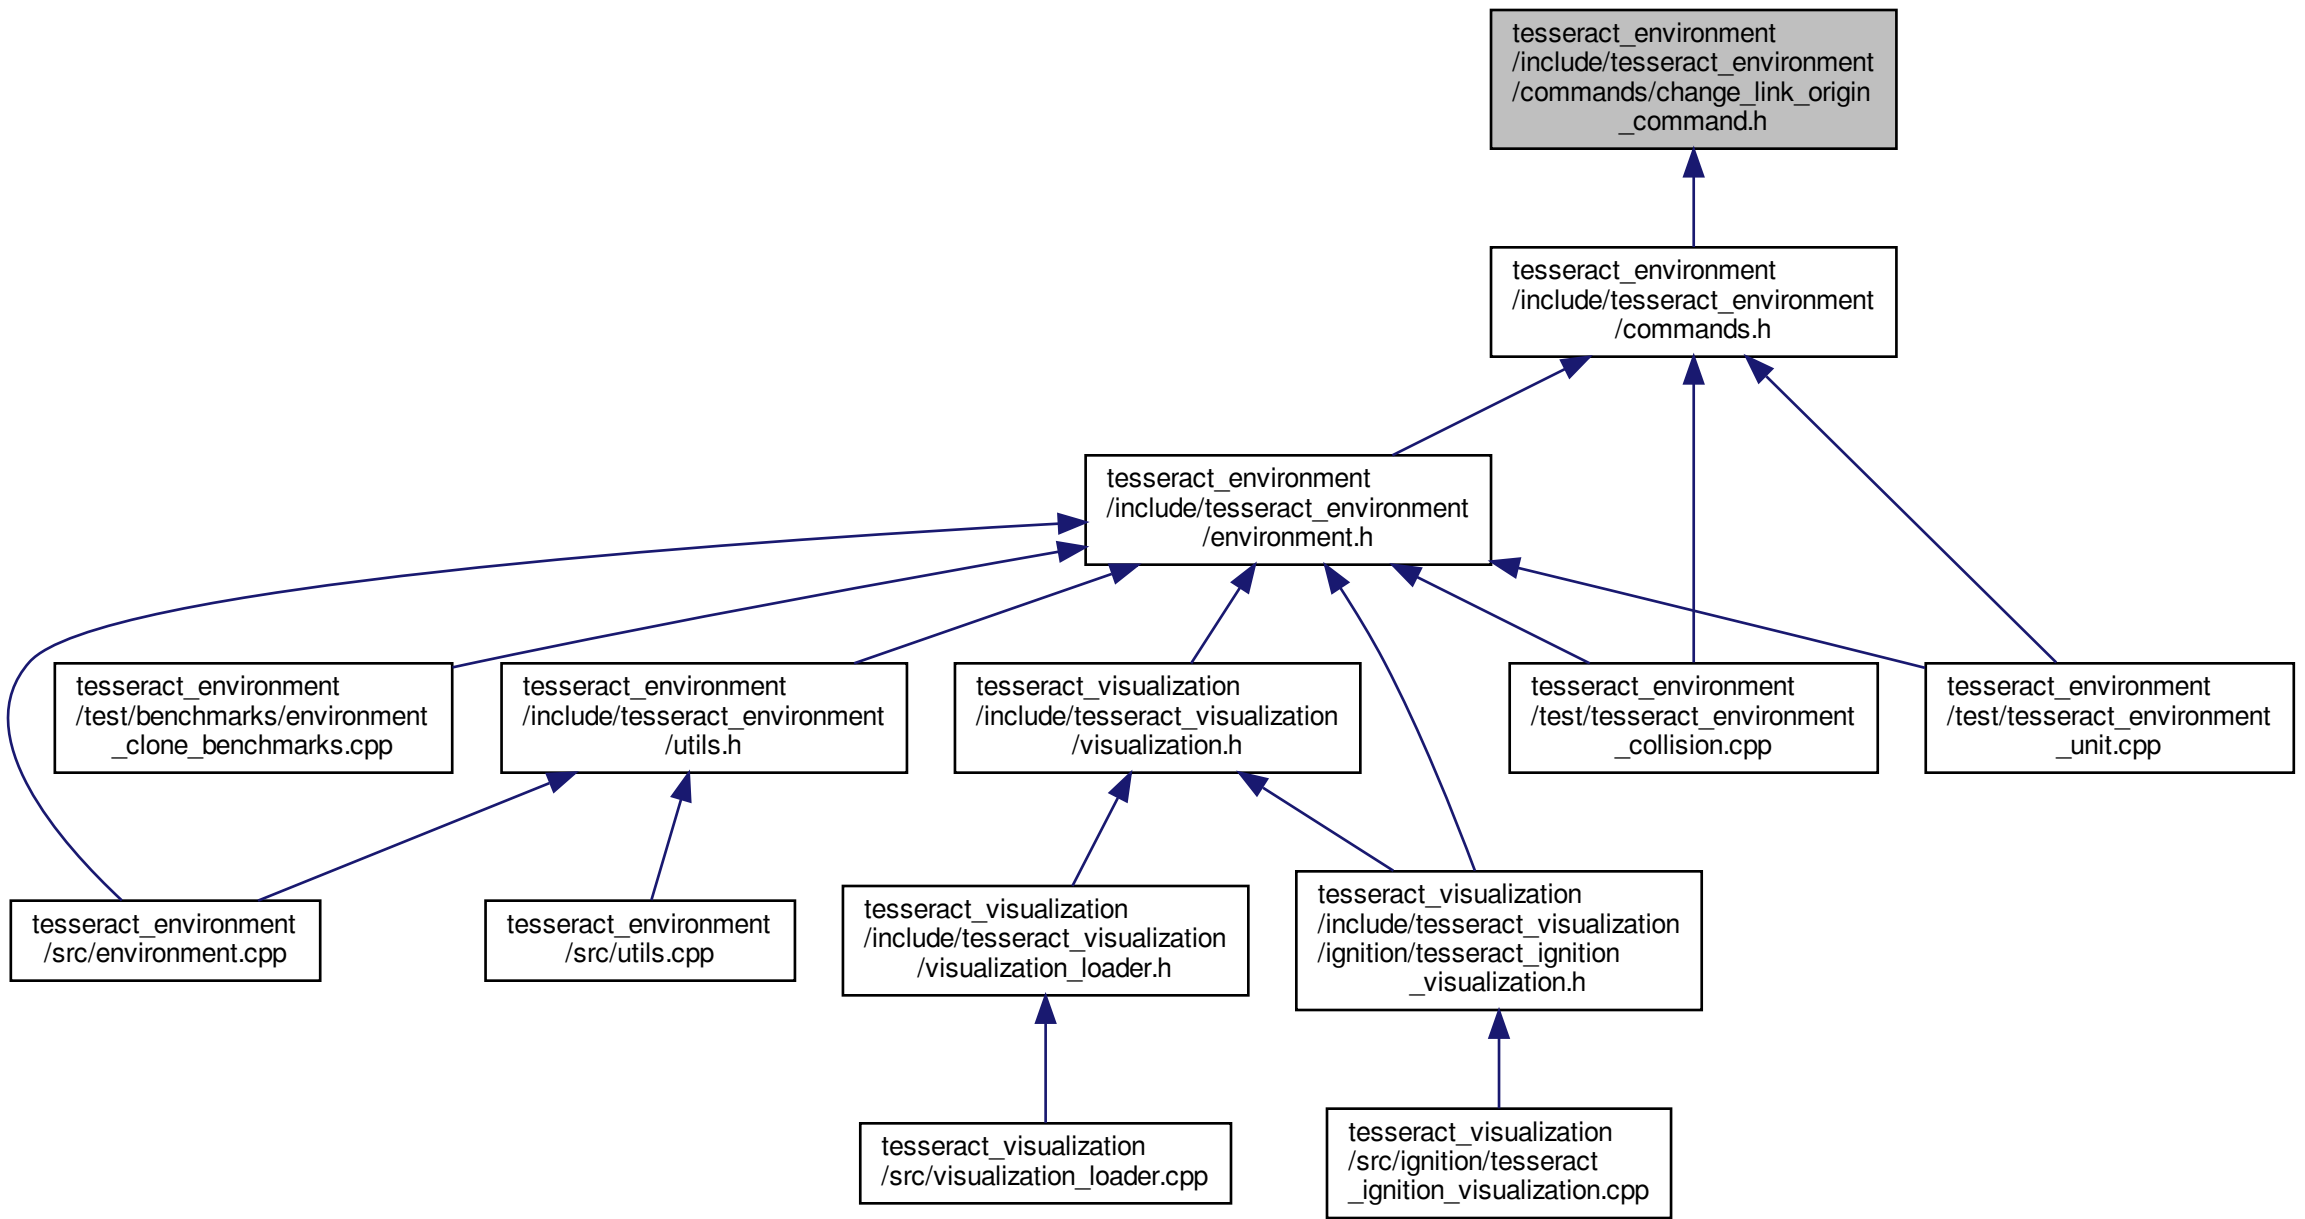 tesseract_environment
/include/tesseract_environment
/commands/change_link_origin
_command.h
tesseract_environment
/include/tesseract_environment
/commands.h
tesseract_environment
/include/tesseract_environment
/environment.h
tesseract_environment
/test/benchmarks/environment
_clone_benchmarks.cpp
tesseract_environment
/include/tesseract_environment
/utils.h
tesseract_visualization
/include/tesseract_visualization
/visualization.h
tesseract_environment
/test/tesseract_environment
_collision.cpp
tesseract_environment
/test/tesseract_environment
_unit.cpp
tesseract_environment
/src/environment.cpp
tesseract_environment
/src/utils.cpp
tesseract_visualization
/include/tesseract_visualization
/visualization_loader.h
tesseract_visualization
/include/tesseract_visualization
/ignition/tesseract_ignition
_visualization.h
tesseract_visualization
/src/visualization_loader.cpp
tesseract_visualization
/src/ignition/tesseract
_ignition_visualization.cpp